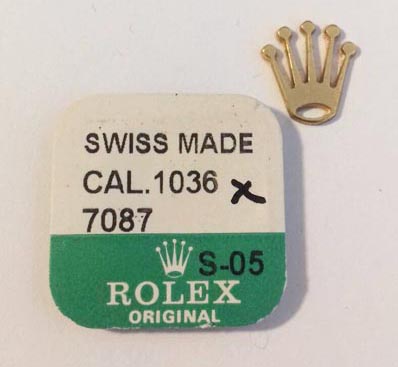 SWISS MADE
CAL.1036 x
7087
S-05
ROLEX
ORIGINAL